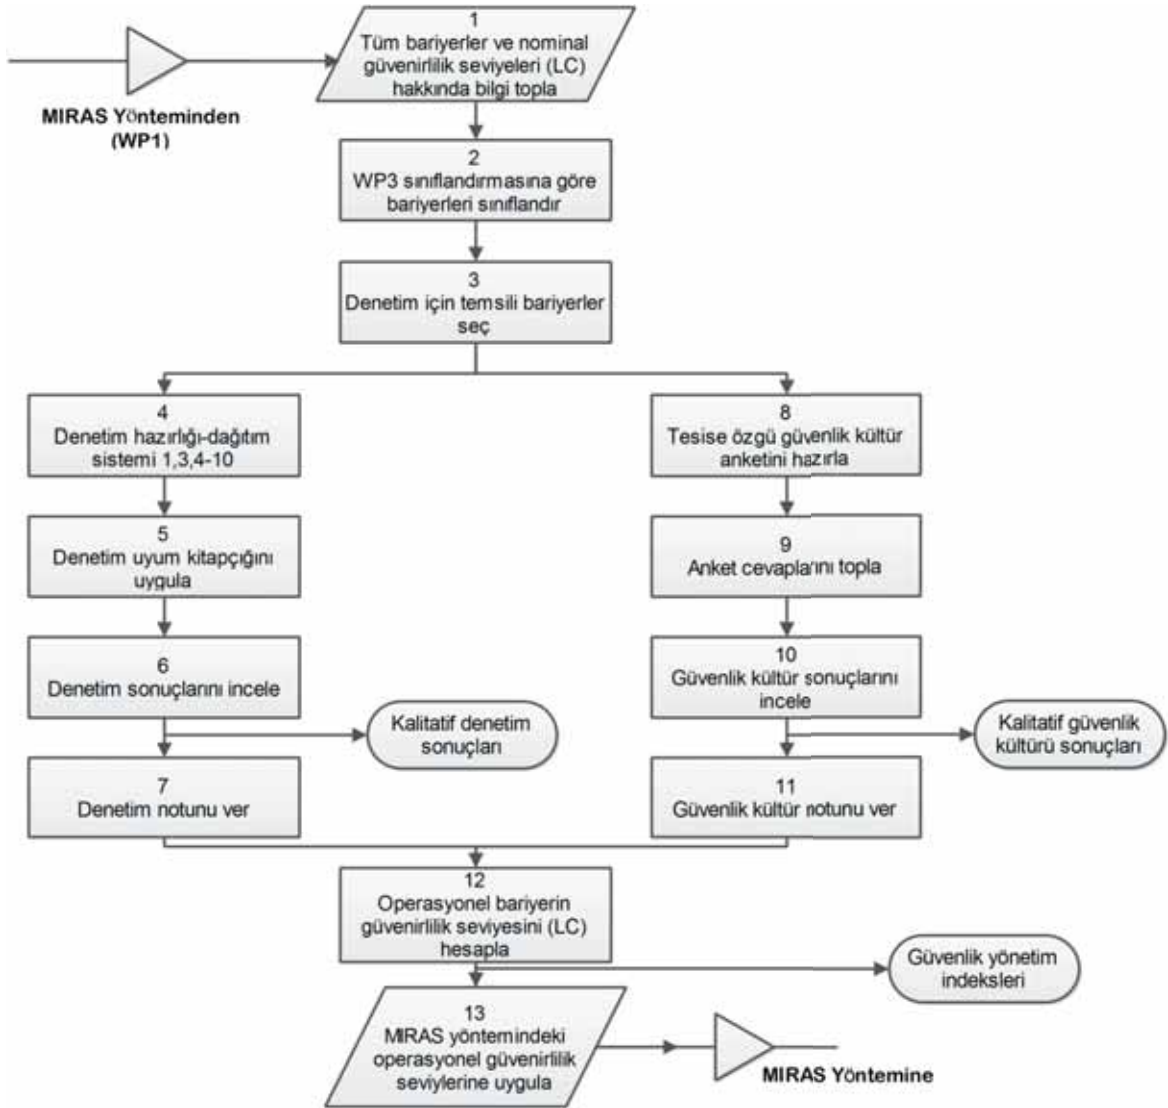 1
Tüm bariyerler ve nominal
güvenirlilik seviyeleri (LC)
hakkında bilgi topla
MIRAS Yönteminden
(WP1)
2
WP3 sınıflandırmasına göre
bariyerleri sınıflandır
3
Denetim için temsili bariyerler
seç
4
Denetim hazırlığı-dağıtım
sistemi 1,3,4-10
5
Denetim uyum kitapçığını
uygula
6
Denetim sonuçlarını incele
Kalitatif denetim
sonuçları
7
Denetim notunu ver
8
Tesise özgü güvenlik kültür
anketini hazırla
9
Anket cevaplarını topla
10
Güvenlik kültür sonuçlarını
incele
Kalitatif güvenlik
kültürü sonuçları
11
Güvenlik kültür notunu ver
12
Operasyonel bariyerin
güvenirlilik seviyesini (LC)
hesapla
Güvenlik yönetim
indeksleri
13
MIRAS yöntemindeki
operasyonel güvenirlilik
seviylerine uygula
MIRAS Yöntemine